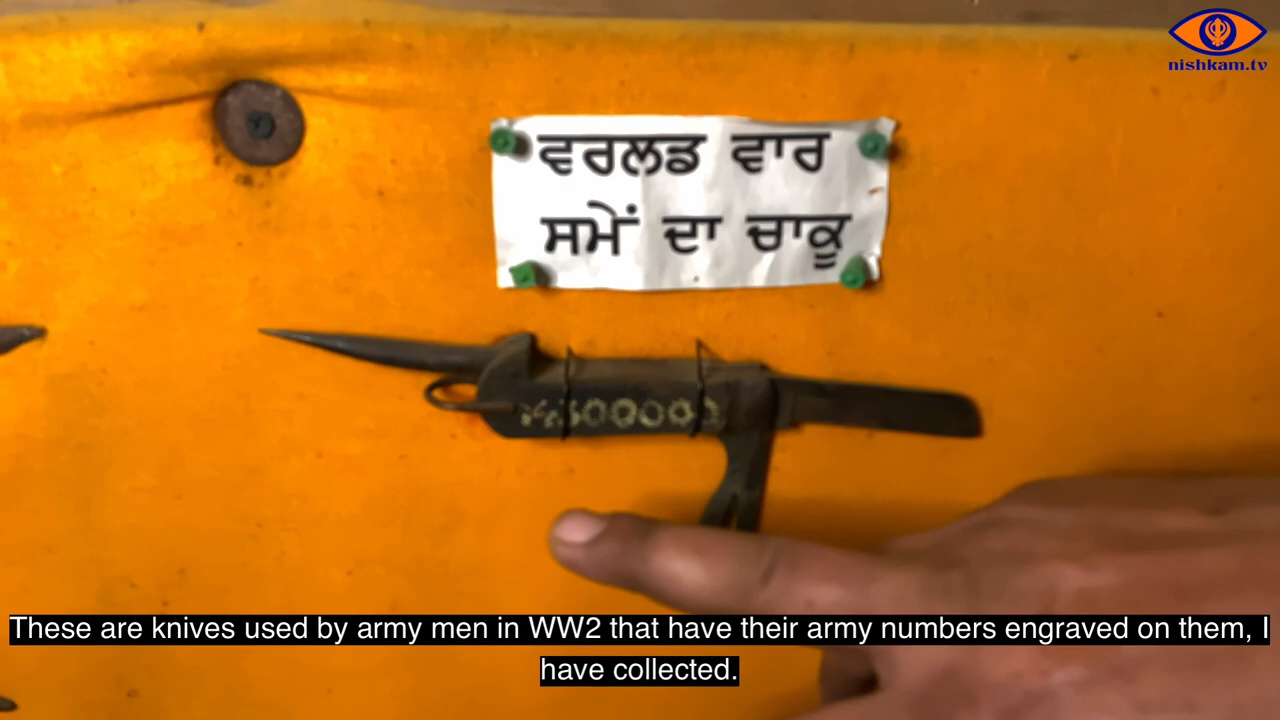 nishkam.tv
ਵਰਲਡ ਵਾਰ
ਸਮੇਂ ਦਾ ਚਾਕੂ
These are knives used by army men in WW2 that have their army numbers engraved on them, I
have collected.